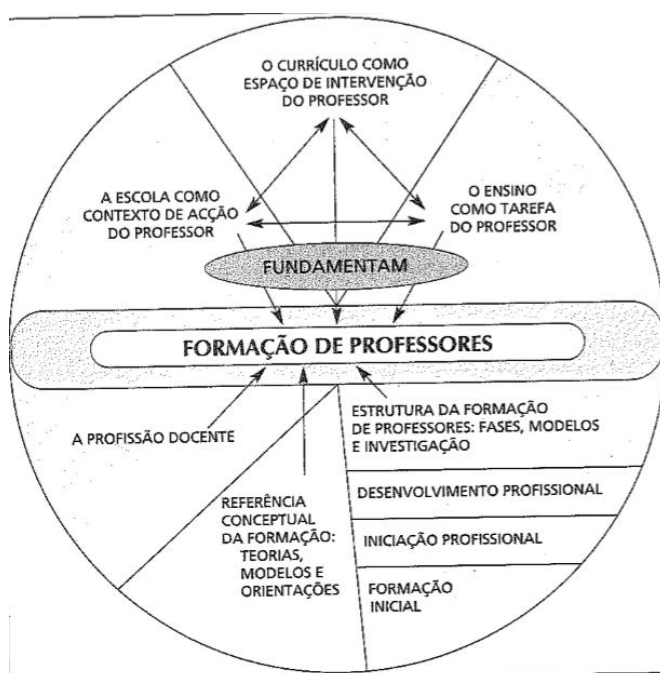 O CURRÍCULO COMO
ESPAÇO DE INTERVENÇÃO
DO PROFESSOR
A ESCOLA COMO
CONTEXTO DE ACÇÃO
DO PROFESSOR
O ENSINO
COMO TAREFA
DO PROFESSOR
FUNDAMENTAM
FORMAÇÃO DE PROFESSORES
A PROFISSÃO DOCENTE
REFERÊNCIA
CONCEPTUAL
DA FORMAÇÃO:
TEORIAS,
MODELOS E
ORIENTAÇÕES
ESTRUTURA DA FORMAÇÃO
DE PROFESSORES: FASES, MODELOS
E INVESTIGAÇÃO
DESENVOLVIMENTO PROFISSIONAL
INICIAÇÃO PROFISSIONAL
FORMAÇÃO
INICIAL